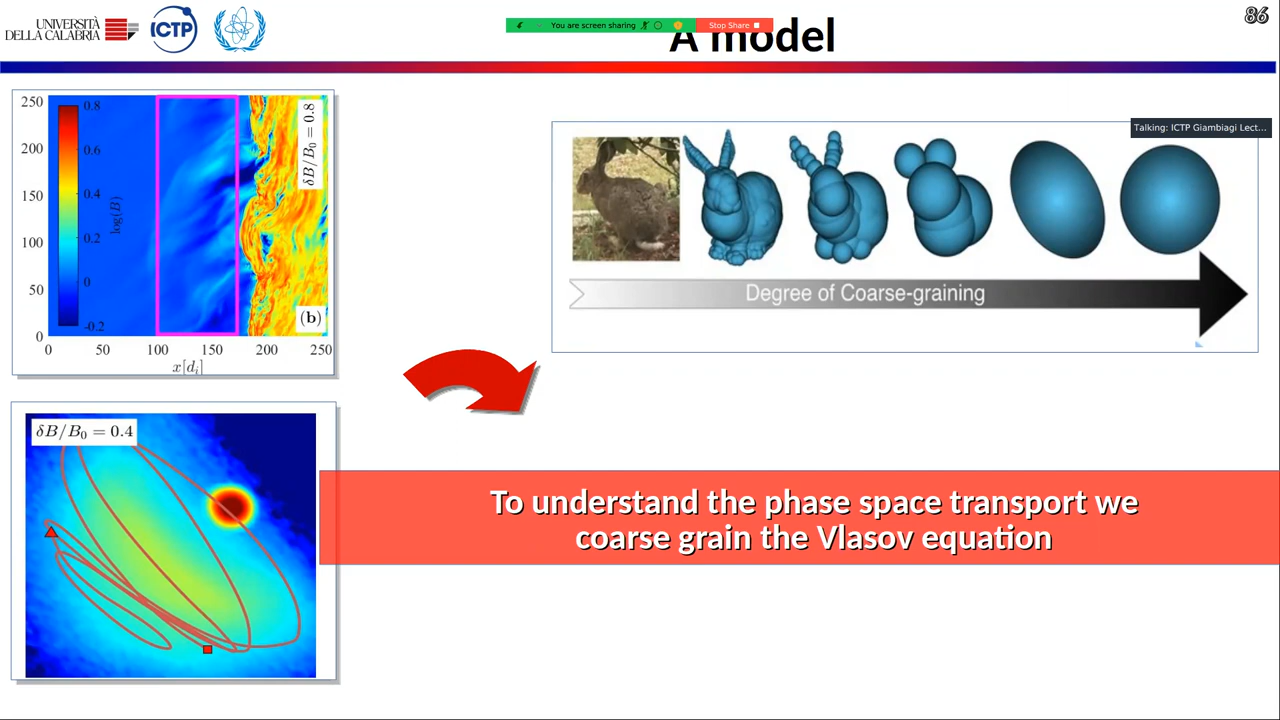 UNIVERSITÀ
DELLA CALABRIA
ICTP
You are screen sharing
Stop Share
A model
86
250
200
150
100
50
0
0.8
0.6
0.4
0.2
0
-0.2
log(B)
δB/B₀ = 0.8
(b)
0 50 100 150 200 250
x[dᵢ]
Talking: ICTP Giambiagi Lect...
Degree of Coarse-graining
δB/B₀ = 0.4
To understand the phase space transport we
coarse grain the Vlasov equation